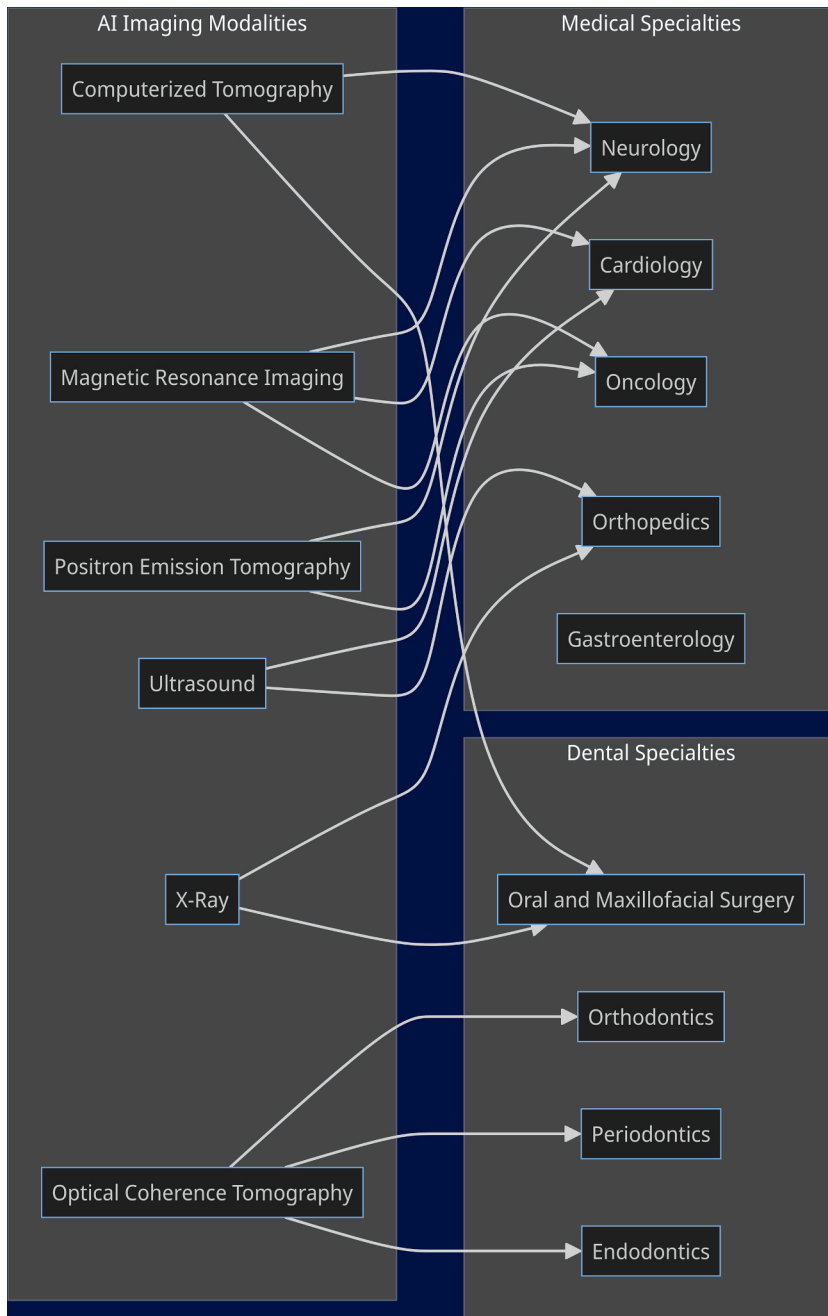 AI Imaging Modalities
Computerized Tomography
Magnetic Resonance Imaging
Positron Emission Tomography
Ultrasound
X-Ray
Optical Coherence Tomography
Medical Specialties
Neurology
Cardiology
Oncology
Orthopedics
Gastroenterology
Dental Specialties
Oral and Maxillofacial Surgery
Orthodontics
Periodontics
Endodontics